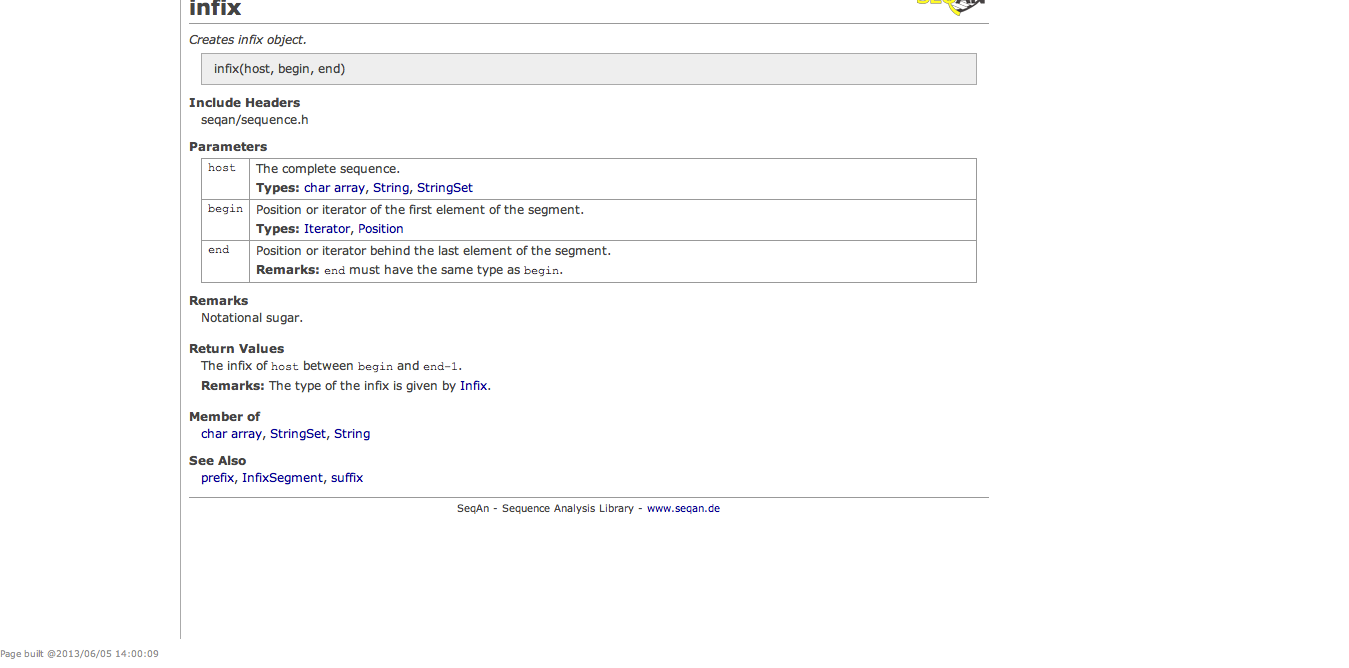 infix
Creates infix object.
infix(host, begin, end)
Include Headers
seqan/sequence.h
Parameters
host The complete sequence.
Types: char array, String, StringSet
begin Position or iterator of the first element of the segment.
Types: Iterator, Position
end Position or iterator behind the last element of the segment.
Remarks: end must have the same type as begin.
Remarks
Notational sugar.
Return Values
The infix of host between begin and end-1.
Remarks: The type of the infix is given by Infix.
Member of
char array, StringSet, String
See Also
prefix, InfixSegment, suffix
SeqAn - Sequence Analysis Library - www.seqan.de
Page built @2013/06/05 14:00:09